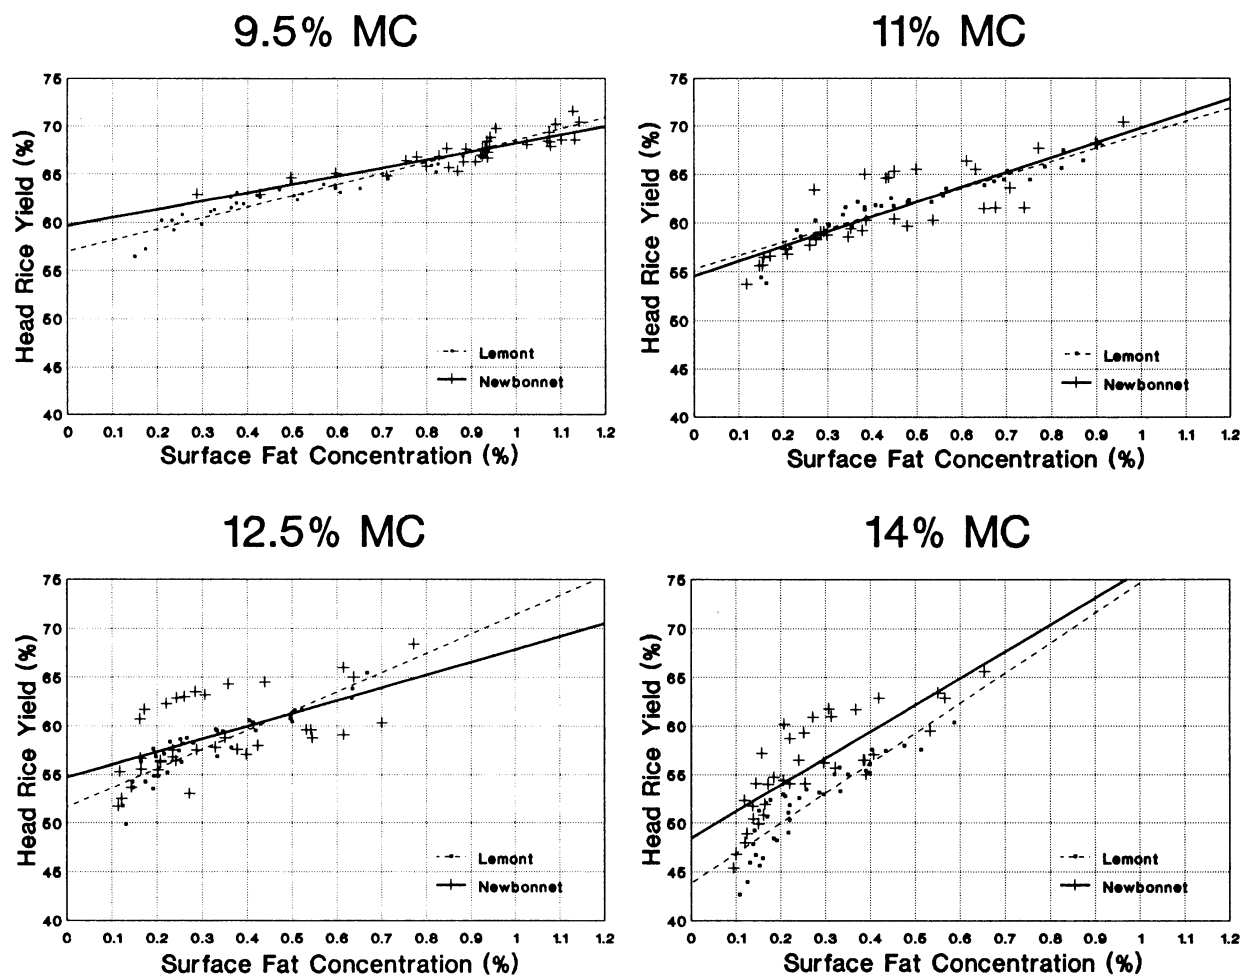 9.5% MC
Head Rice Yield (%)
75
70
65
60
55
50
45
40
Lemont
Newbonnet
0 0.1 0.2 0.3 0.4 0.5 0.6 0.7 0.8 0.9 1 1.1 1.2
Surface Fat Concentration (%)
11% MC
Head Rice Yield (%)
75
70
65
60
55
50
45
40
Lemont
Newbonnet
0 0.1 0.2 0.3 0.4 0.5 0.6 0.7 0.8 0.9 1 1.1 1.2
Surface Fat Concentration (%)
12.5% MC
Head Rice Yield (%)
75
70
65
60
55
50
45
40
Lemont
Newbonnet
0 0.1 0.2 0.3 0.4 0.5 0.6 0.7 0.8 0.9 1 1.1 1.2
Surface Fat Concentration (%)
14% MC
Head Rice Yield (%)
75
70
65
60
55
50
45
40
Lemont
Newbonnet
0 0.1 0.2 0.3 0.4 0.5 0.6 0.7 0.8 0.9 1 1.1 1.2
Surface Fat Concentration (%)